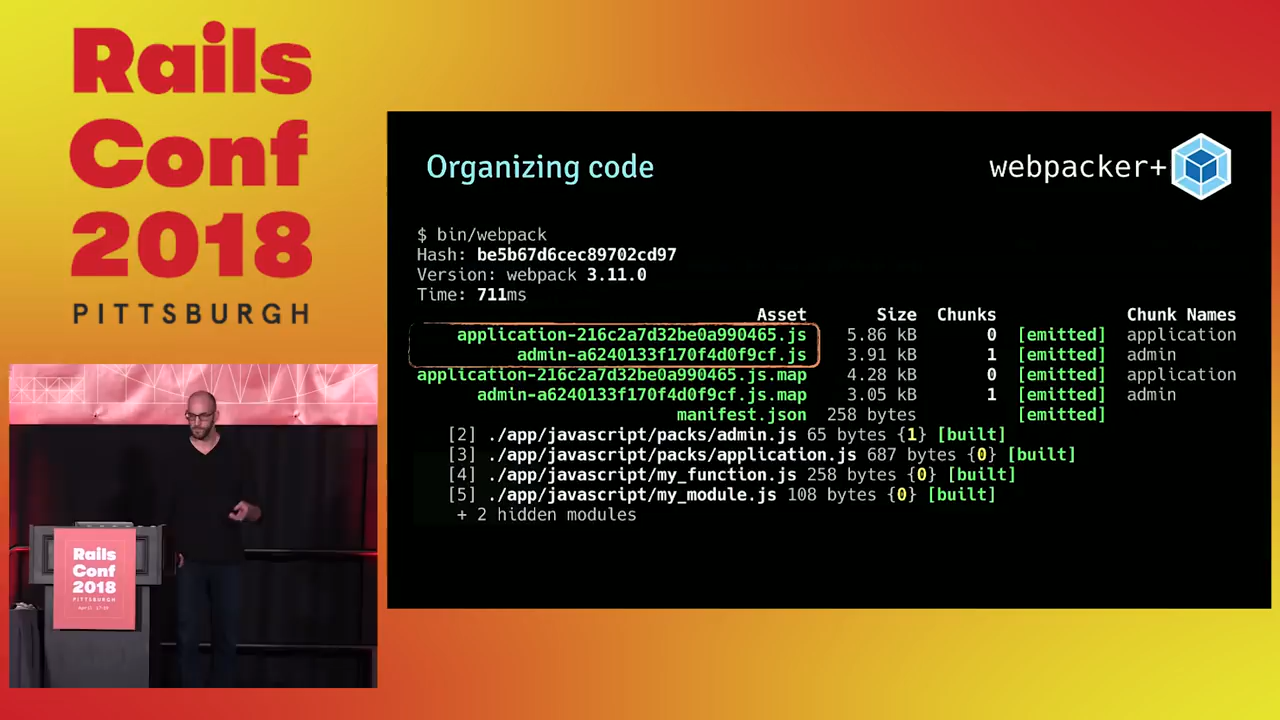 Rails
Conf
2018
PITTSBURGH
Organizing code
webpacker+
$ bin/webpack
Hash: be5b67d6cec89702cd97
Version: webpack 3.11.0
Time: 711ms
Asset Size Chunks Chunk Names
application-216c2a7d32be0a990465.js 5.86 kB 0 [emitted] application
admin-a6240133f170f4d0f9cf.js 3.91 kB 1 [emitted] admin
application-216c2a7d32be0a990465.js.map 4.28 kB 0 [emitted] application
admin-a6240133f170f4d0f9cf.js.map 3.05 kB 1 [emitted] admin
manifest.json 258 bytes [emitted]
[2] ./app/javascript/packs/admin.js 65 bytes {1} [built]
[3] ./app/javascript/packs/application.js 687 bytes {0} [built]
[4] ./app/javascript/my_function.js 258 bytes {0} [built]
[5] ./app/javascript/my_module.js 108 bytes {0} [built]
+ 2 hidden modules
Rails
Conf
2018
PITTSBURGH